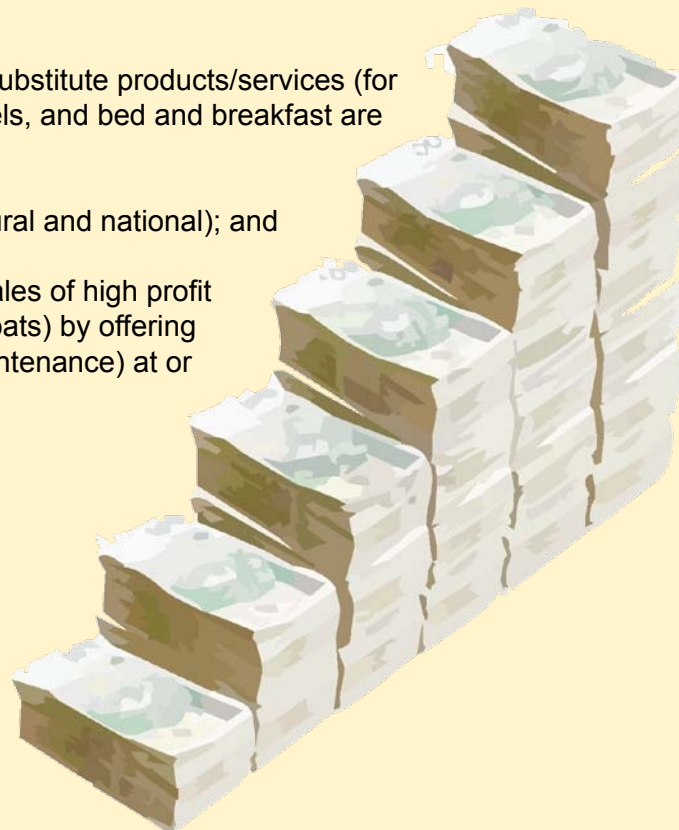 ubstitute products/services (for
els, and bed and breakfast are
ural and national); and
ales of high profit
oats) by offering
ntenance) at or